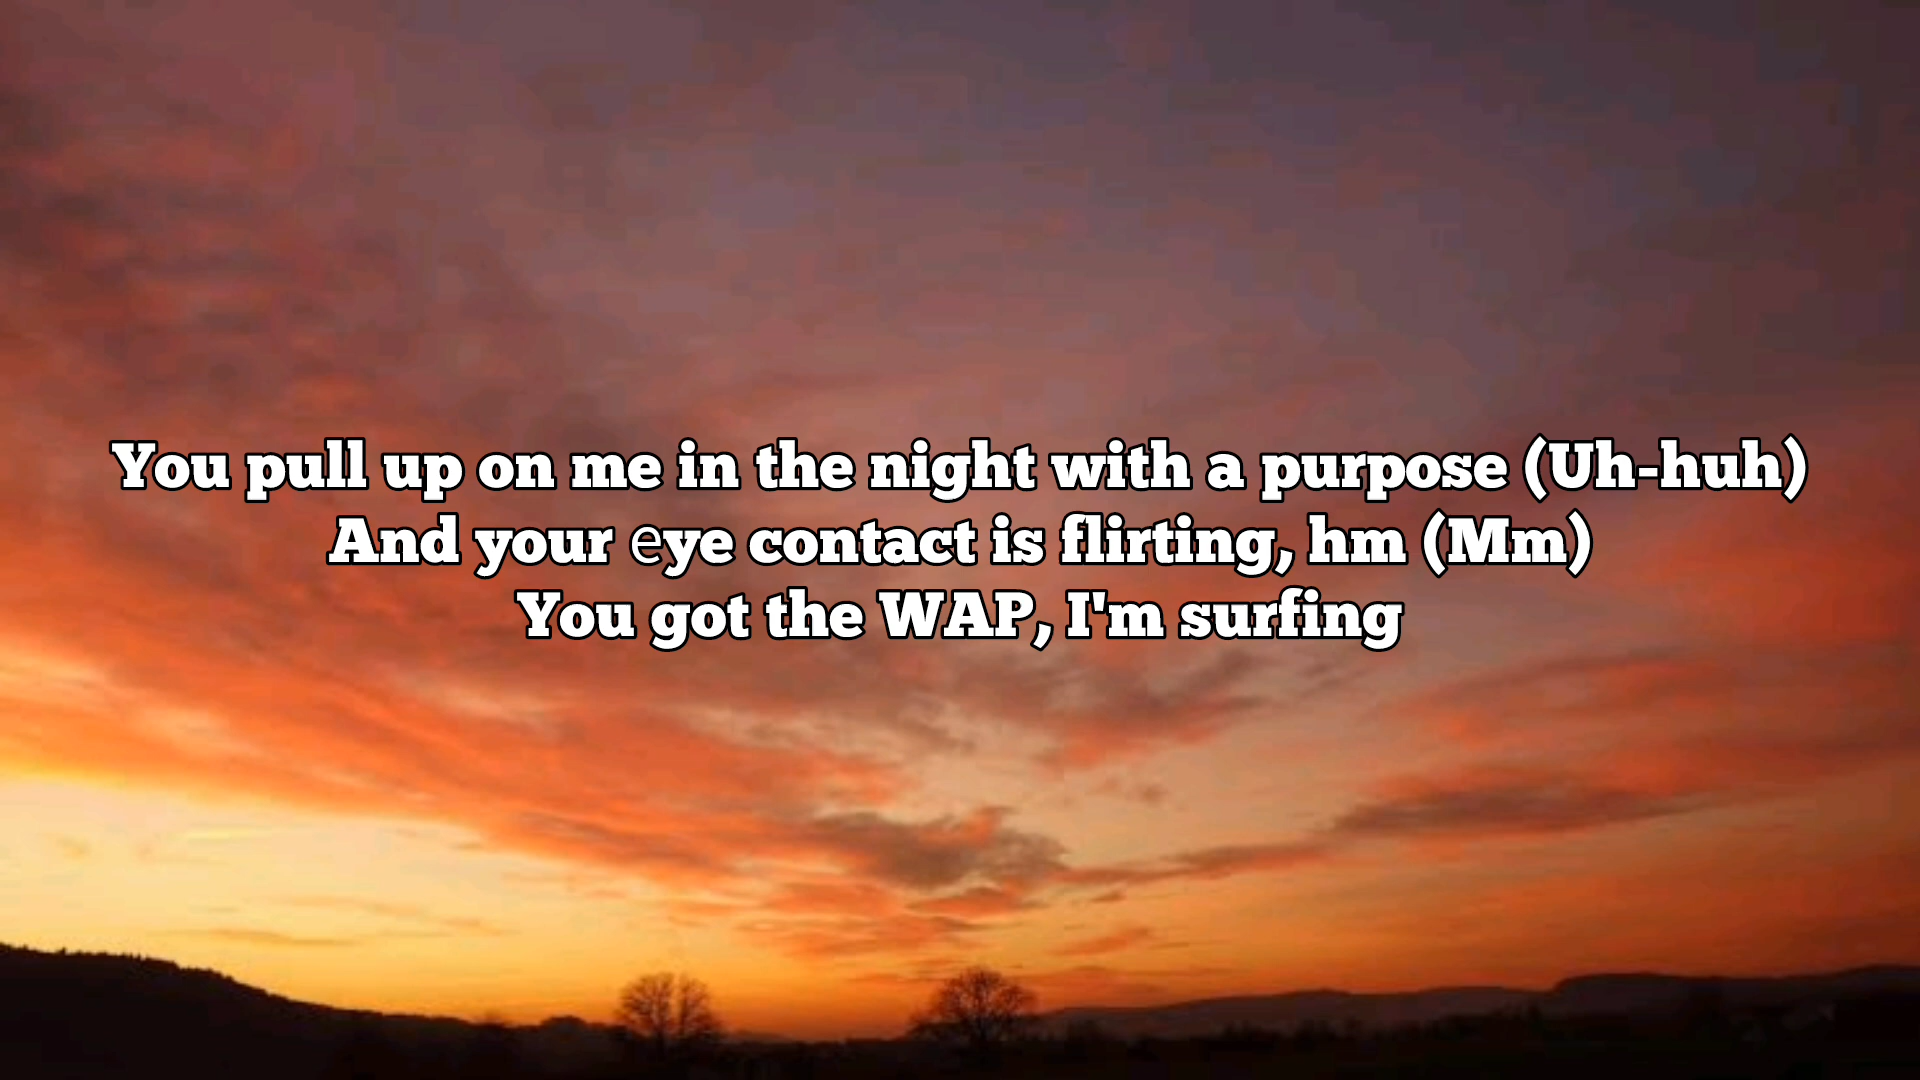 You pull up on me in the night with a purpose (Uh-huh)
And your еye contact is flirting, hm (Mm)
You got the WAP, I'm surfing